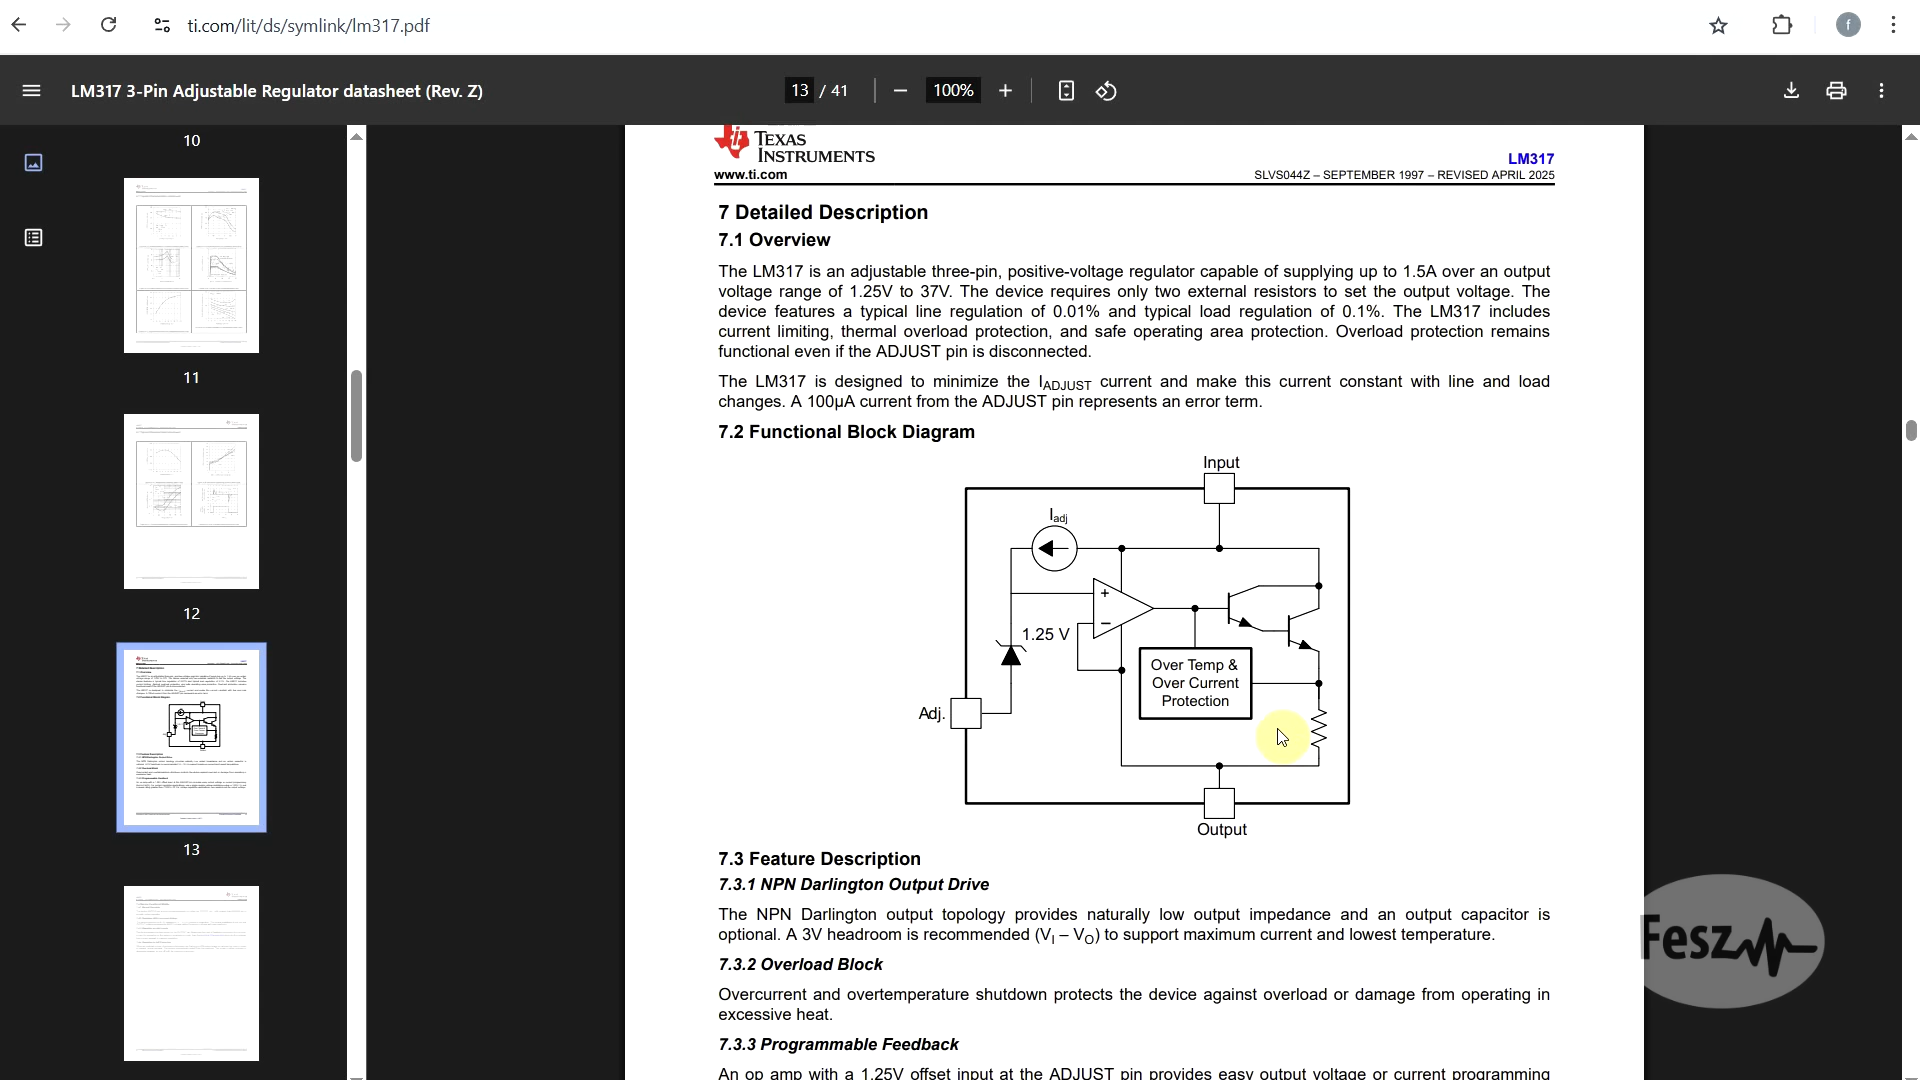 ti.com/lit/ds/symlink/lm317.pdf
f
LM317 3-Pin Adjustable Regulator datasheet (Rev. Z)
13 / 41
100%
10
11
12
13
TEXAS
INSTRUMENTS
www.ti.com
LM317
SLVS044Z – SEPTEMBER 1997 – REVISED APRIL 2025
7 Detailed Description
7.1 Overview
The LM317 is an adjustable three-pin, positive-voltage regulator capable of supplying up to 1.5A over an output
voltage range of 1.25V to 37V. The device requires only two external resistors to set the output voltage. The
device features a typical line regulation of 0.01% and typical load regulation of 0.1%. The LM317 includes
current limiting, thermal overload protection, and safe operating area protection. Overload protection remains
functional even if the ADJUST pin is disconnected.
The LM317 is designed to minimize the IADJUST current and make this current constant with line and load
changes. A 100µA current from the ADJUST pin represents an error term.
7.2 Functional Block Diagram
Input
Iadj
+
−
1.25 V
Over Temp &
Over Current
Protection
Adj.
Output
7.3 Feature Description
7.3.1 NPN Darlington Output Drive
The NPN Darlington output topology provides naturally low output impedance and an output capacitor is
optional. A 3V headroom is recommended (VI – VO) to support maximum current and lowest temperature.
7.3.2 Overload Block
Overcurrent and overtemperature shutdown protects the device against overload or damage from operating in
excessive heat.
7.3.3 Programmable Feedback
An op amp with a 1.25V offset input at the ADJUST pin provides easy output voltage or current programming
Fesz